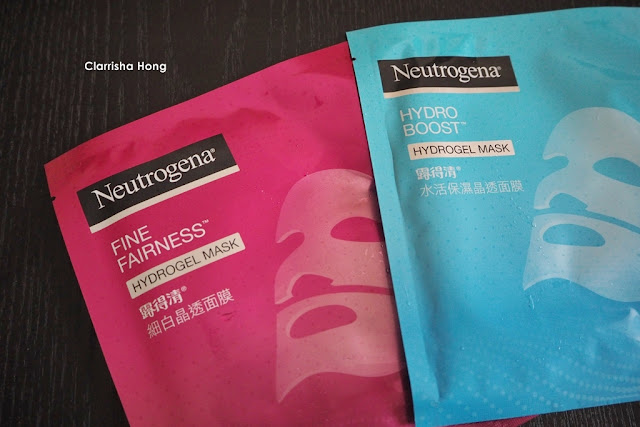 Clarrisha Hong
Neutrogena®
FINE
FAIRNESS™
HYDROGEL MASK
露得清®
細白晶透面膜
Neutrogena®
HYDRO
BOOST™
HYDROGEL MASK
露得清®
水活保濕晶透面膜